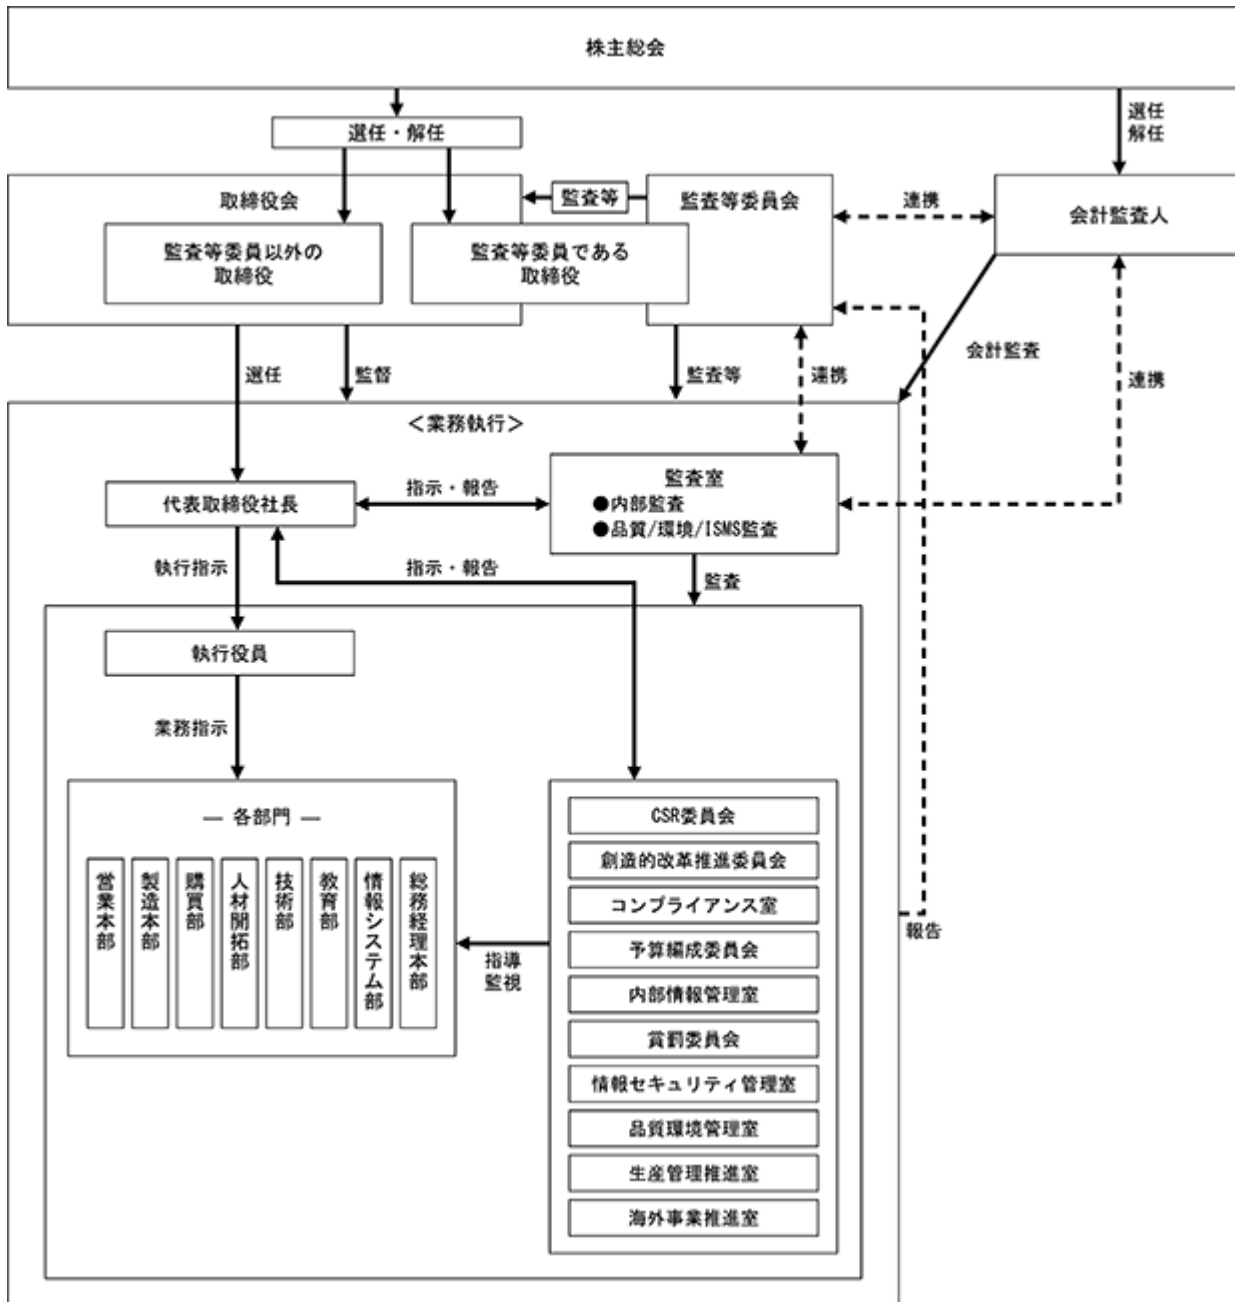 株主総会
選任・解任
選任
解任
取締役会
監査等
監査等委員会
連携
会計監査人
監査等委員以外の
取締役
監査等委員である
取締役
選任
監督
監査等
連携
会計監査
連携
＜業務執行＞
代表取締役社長
指示・報告
監査室
●内部監査
●品質/環境/ISMS監査
執行指示
指示・報告
監査
執行役員
業務指示
― 各部門 ―
営業本部
製造本部
購買部
人材開拓部
技術部
教育部
情報システム部
総務経理本部
指導
監視
CSR委員会
創造的改革推進委員会
コンプライアンス室
予算編成委員会
内部情報管理室
賞罰委員会
情報セキュリティ管理室
品質環境管理室
生産管理推進室
海外事業推進室
報告